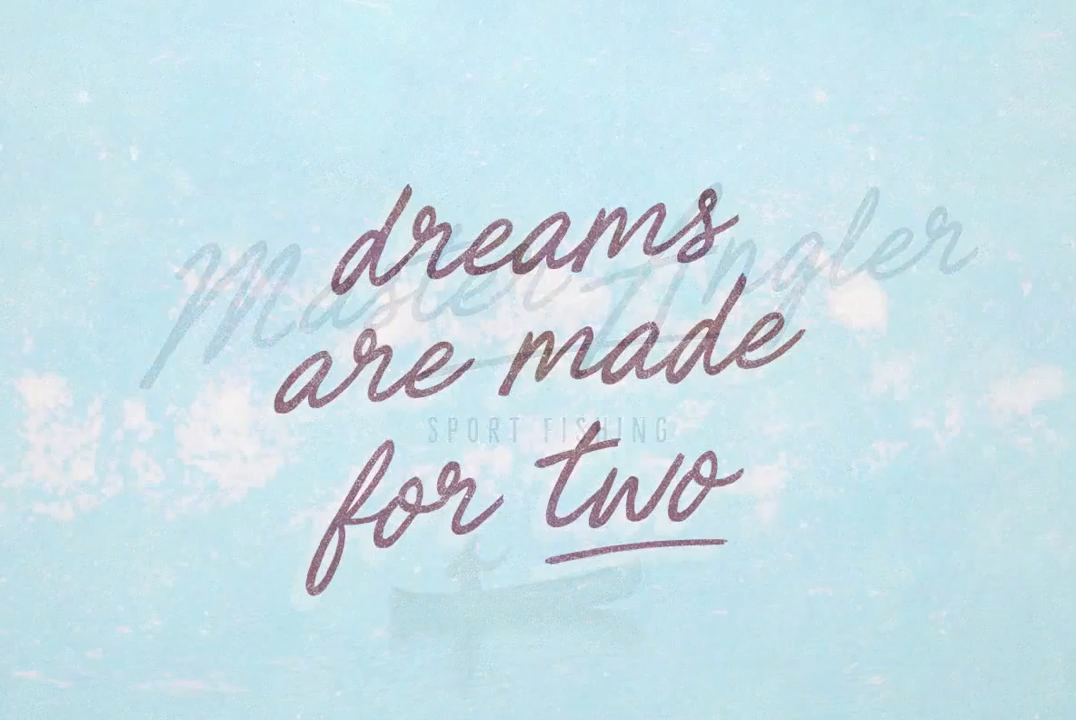 Master Angler
dreams
are made
SPORT FISHING
for two